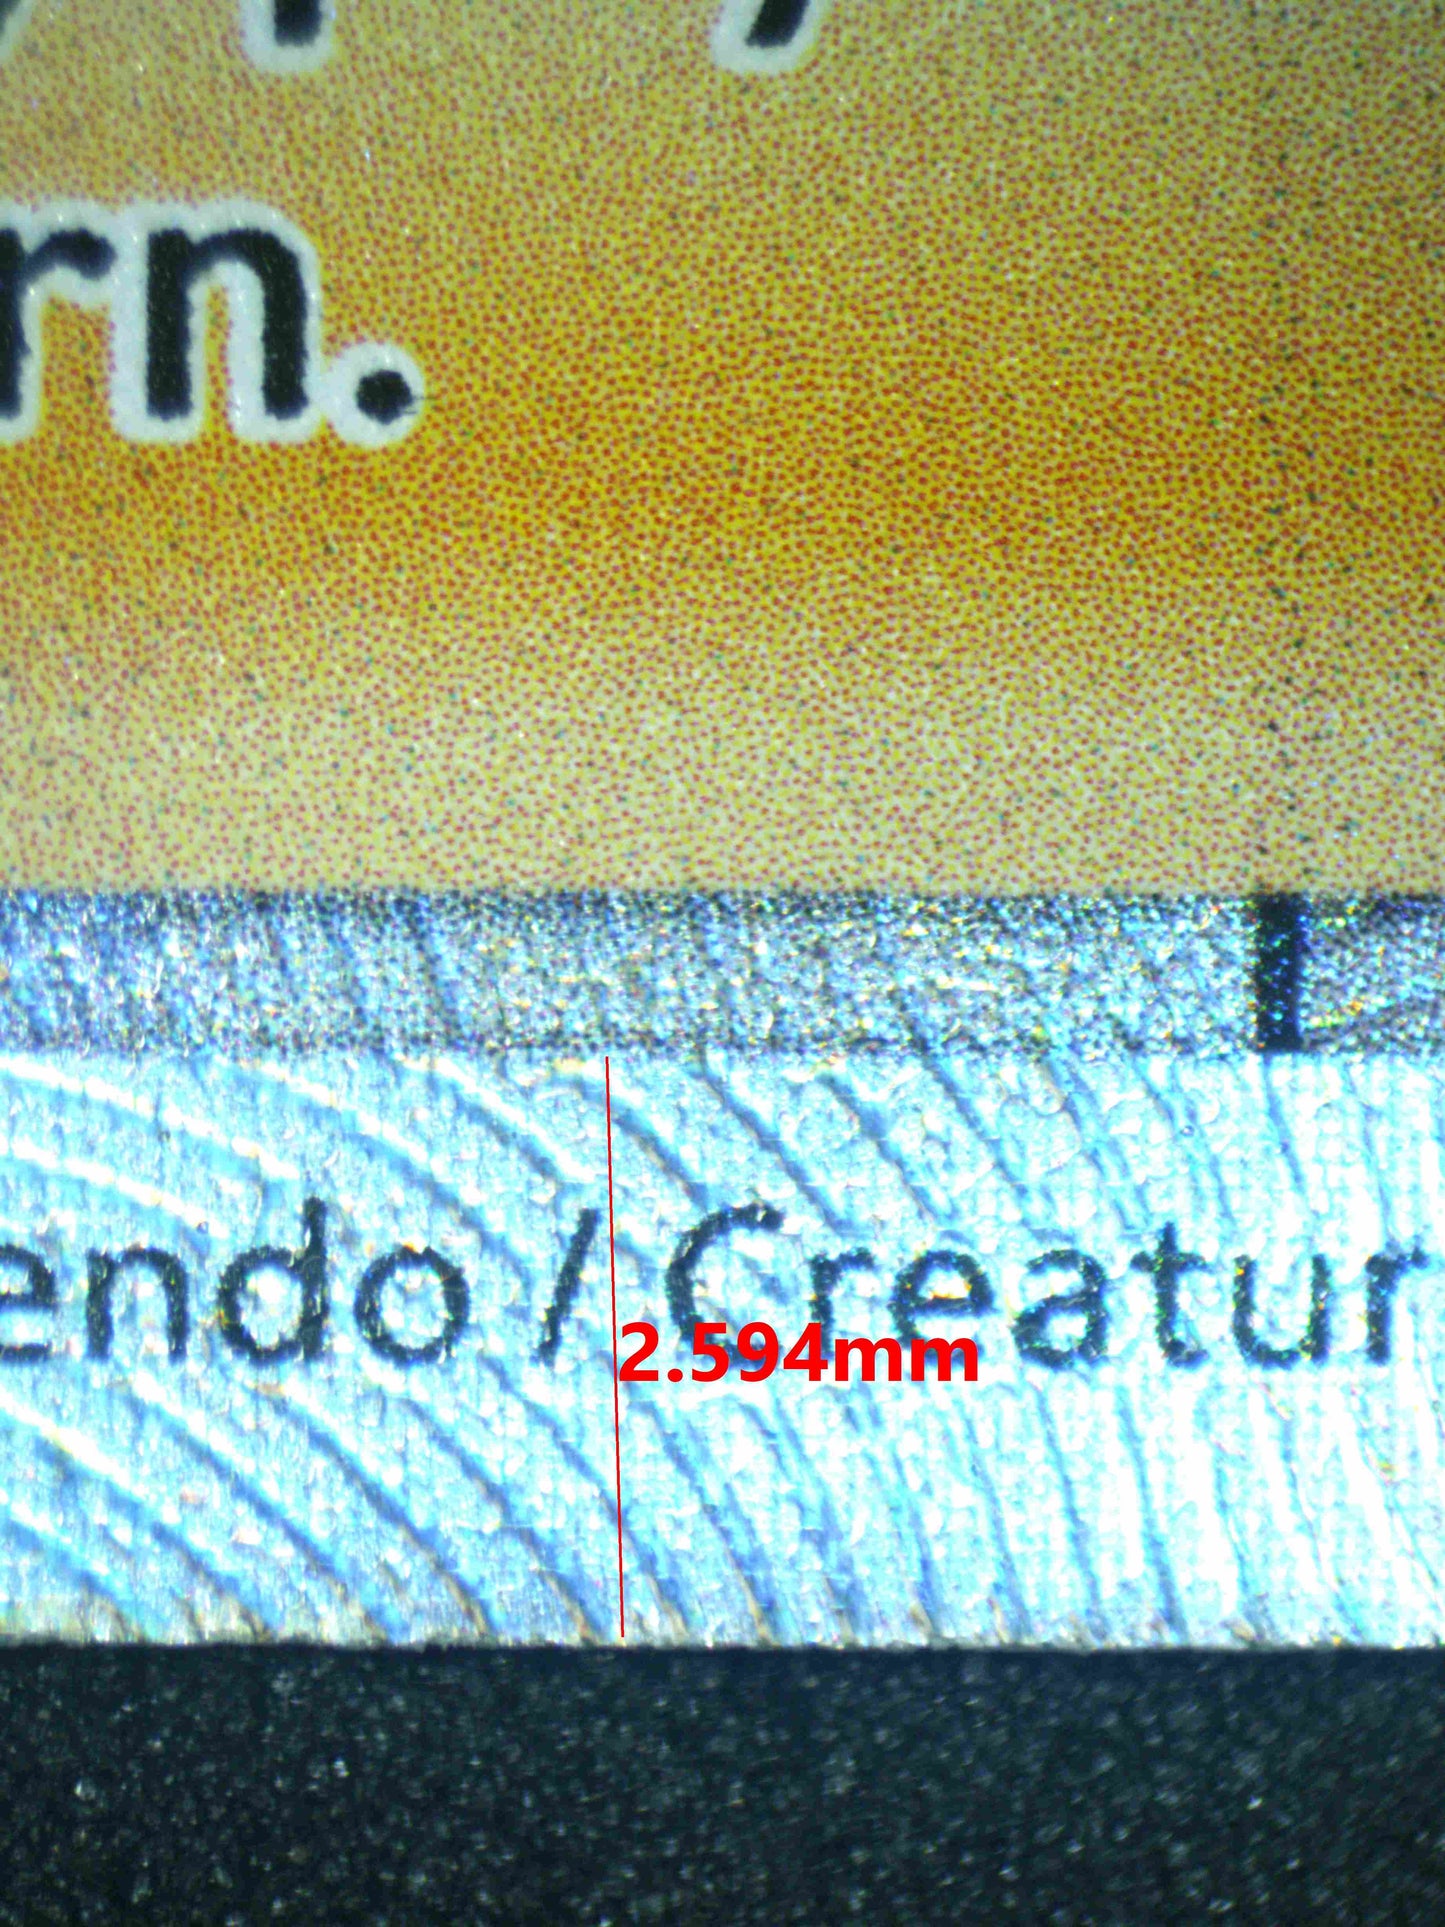 rn.
endo / Creatur
2.594mm